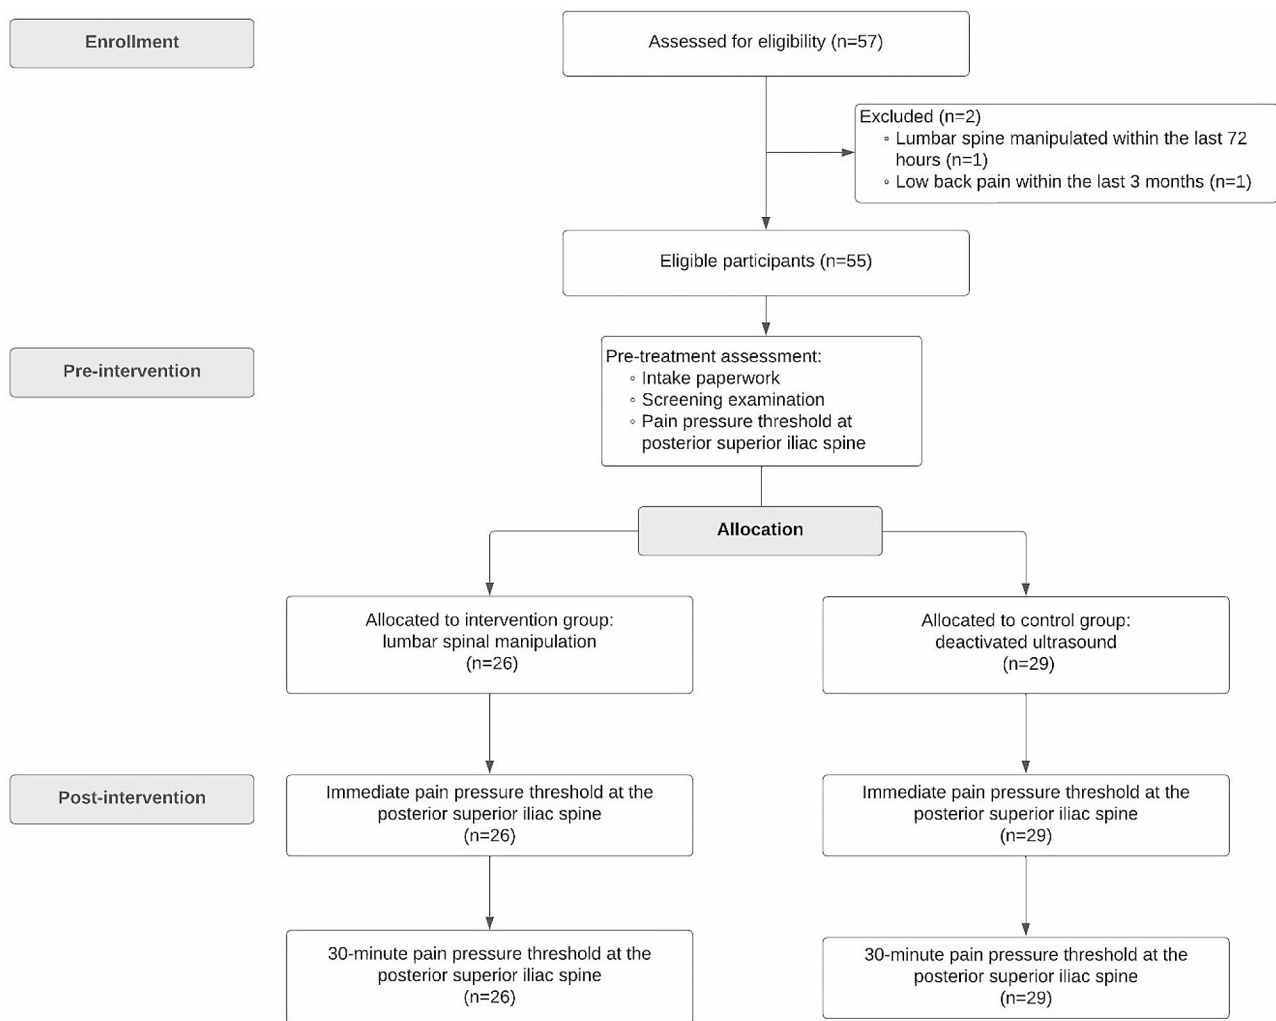 Enrollment
Assessed for eligibility (n=57)
Excluded (n=2)
◦ Lumbar spine manipulated within the last 72
hours (n=1)
◦ Low back pain within the last 3 months (n=1)
Eligible participants (n=55)
Pre-intervention
Pre-treatment assessment:
◦ Intake paperwork
◦ Screening examination
◦ Pain pressure threshold at
posterior superior iliac spine
Allocation
Allocated to intervention group:
lumbar spinal manipulation
(n=26)
Allocated to control group:
deactivated ultrasound
(n=29)
Post-intervention
Immediate pain pressure threshold at the
posterior superior iliac spine
(n=26)
Immediate pain pressure threshold at the
posterior superior iliac spine
(n=29)
30-minute pain pressure threshold at the
posterior superior iliac spine
(n=26)
30-minute pain pressure threshold at the
posterior superior iliac spine
(n=29)